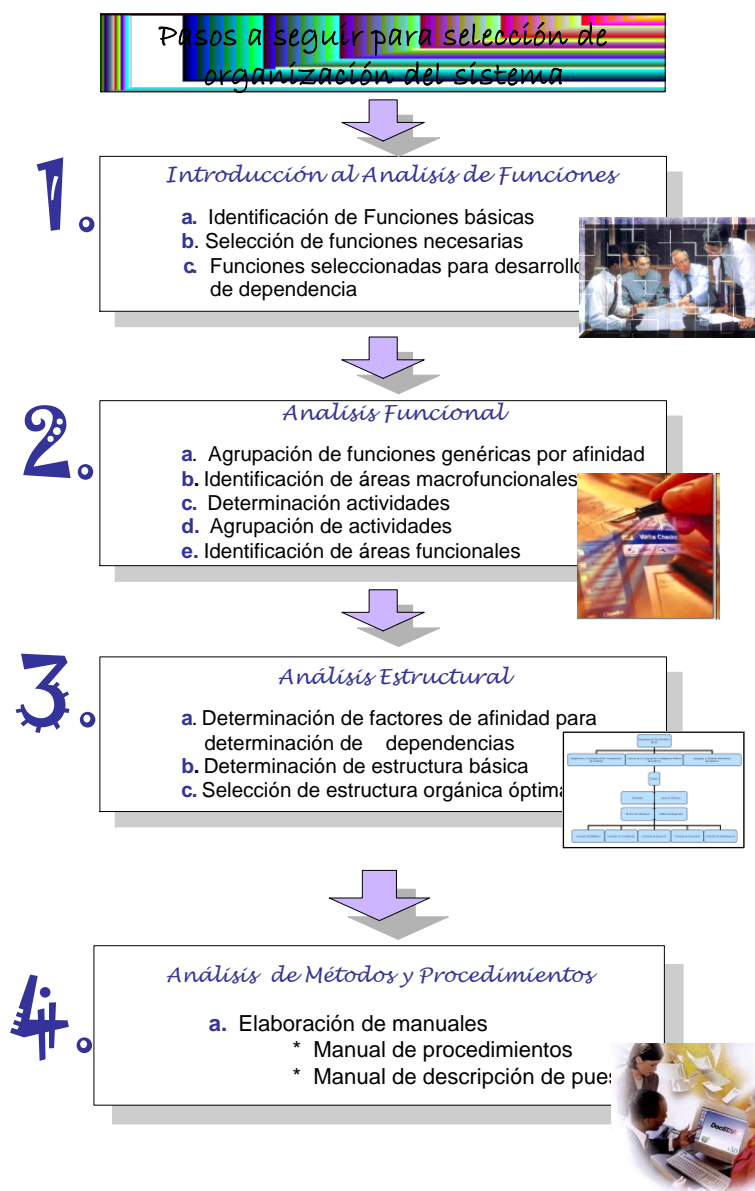 Pasos a seguir para selección de
organización del sistema
1.
Introducción al Analisis de Funciones
a. Identificación de Funciones básicas
b. Selección de funciones necesarias
c. Funciones seleccionadas para desarrollo
de dependencia
2.
Analisis Funcional
a. Agrupación de funciones genéricas por afinidad
b. Identificación de áreas macrofuncionales
c. Determinación actividades
d. Agrupación de actividades
e. Identificación de áreas funcionales
Write Checks
3.
Análisis Estructural
a. Determinación de factores de afinidad para
determinación de dependencias
b. Determinación de estructura básica
c. Selección de estructura orgánica óptima
4.
Análisis de Métodos y Procedimientos
a. Elaboración de manuales
* Manual de procedimientos
* Manual de descripción de pues